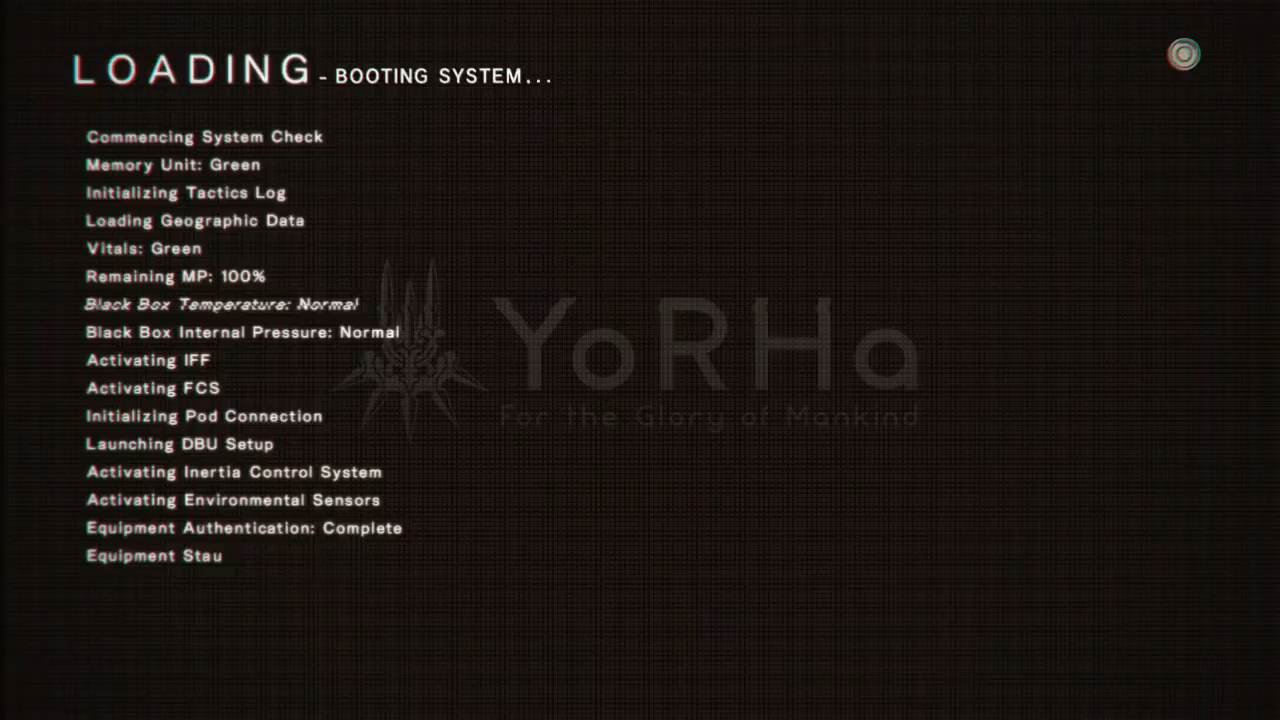 LOADING - BOOTING SYSTEM...
Commencing System Check
Memory Unit: Green
Initializing Tactics Log
Loading Geographic Data
Vitals: Green
Remaining MP: 100%
Black Box Temperature: Normal
Black Box Internal Pressure: Normal
Activating IFF
Activating FCS
Initializing Pod Connection
Launching DBU Setup
Activating Inertia Control System
Activating Environmental Sensors
Equipment Authentication: Complete
Equipment Stau
YoRHa
For the Glory of Mankind